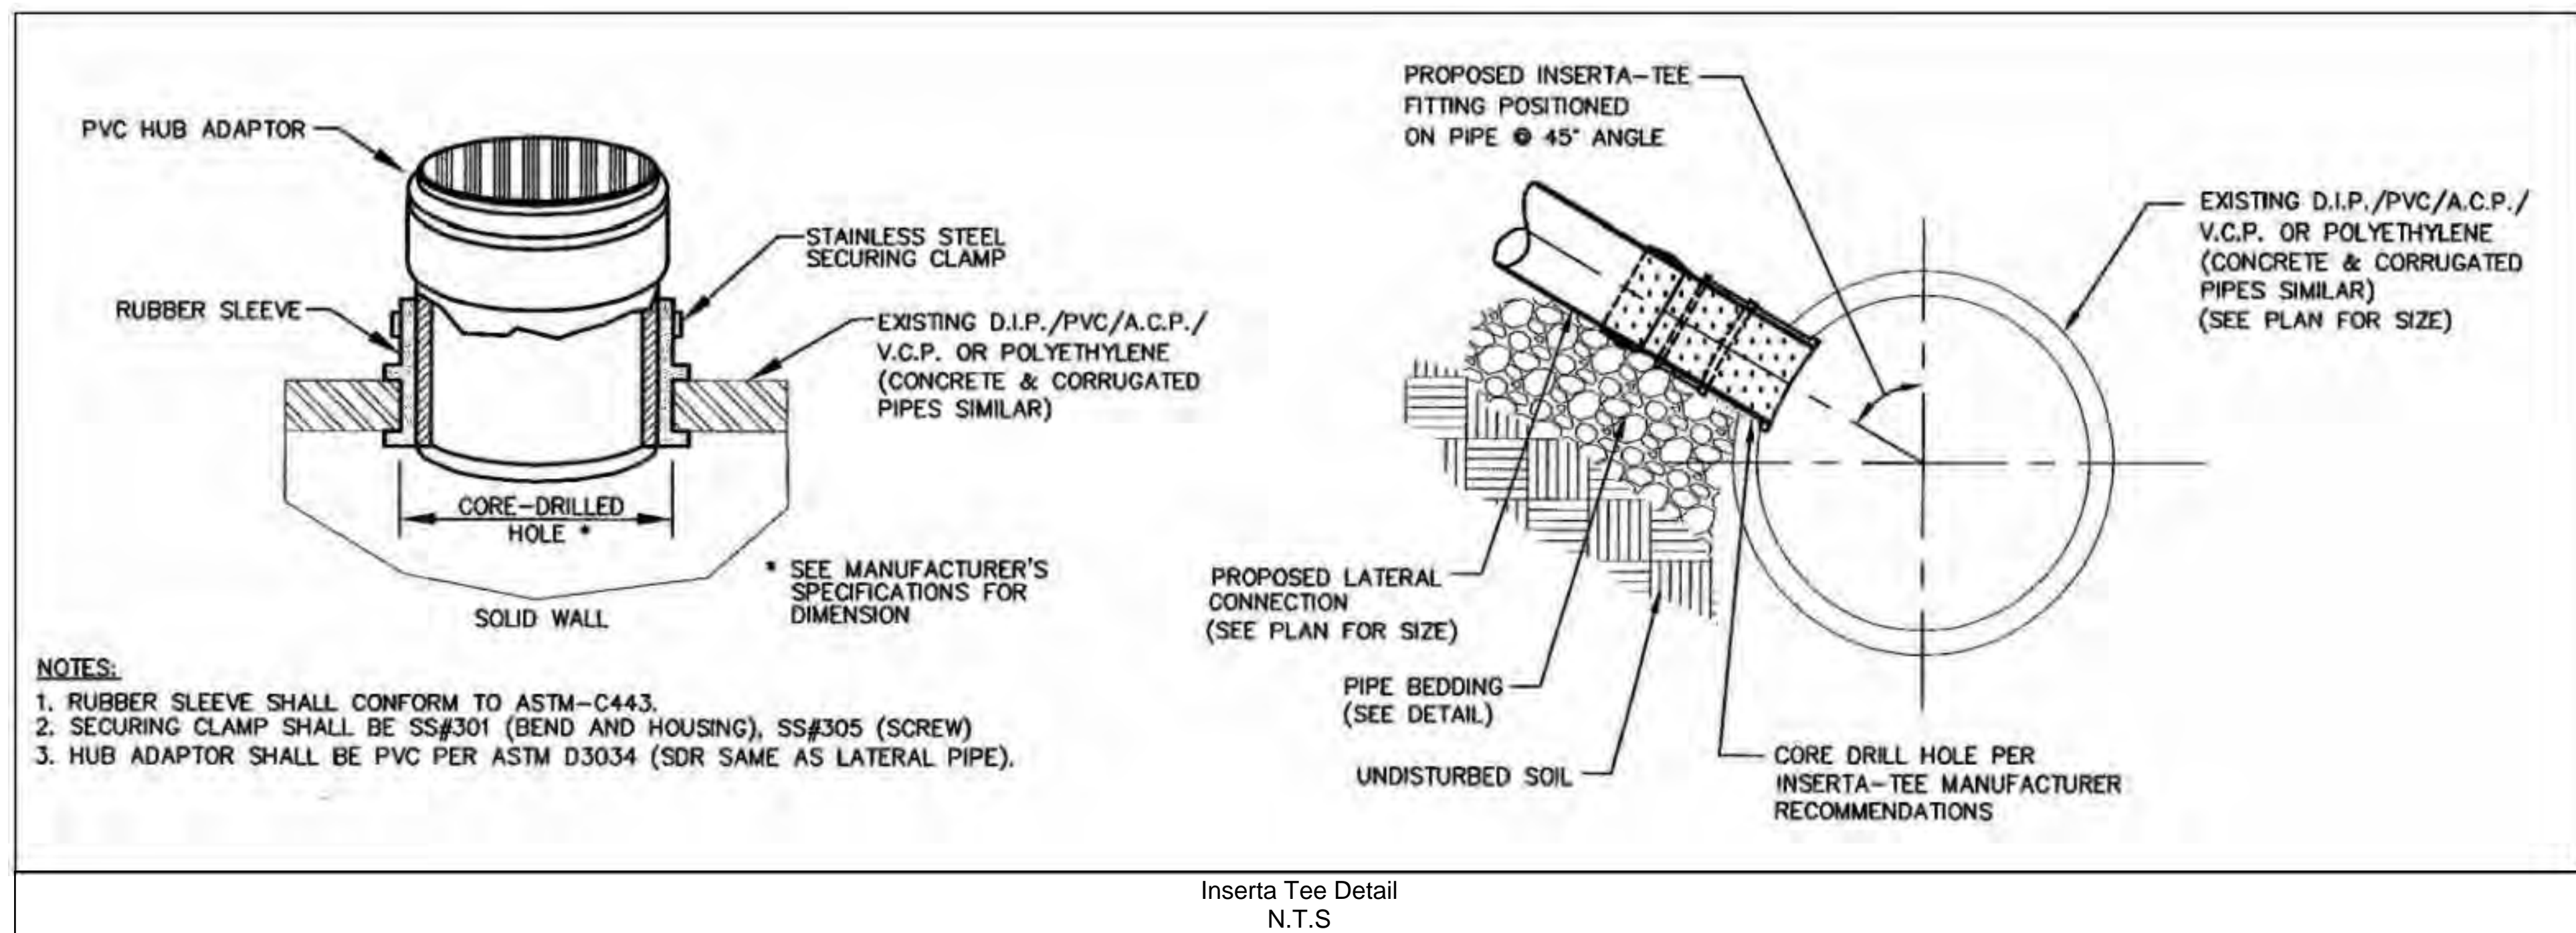 PVC HUB ADAPTOR
STAINLESS STEEL
SECURING CLAMP
RUBBER SLEEVE
EXISTING D.I.P./PVC/A.C.P./
V.C.P. OR POLYETHYLENE
(CONCRETE & CORRUGATED
PIPES SIMILAR)
CORE-DRILLED
HOLE *
* SEE MANUFACTURER'S
SPECIFICATIONS FOR
DIMENSION
SOLID WALL
NOTES:
1. RUBBER SLEEVE SHALL CONFORM TO ASTM-C443.
2. SECURING CLAMP SHALL BE SS#301 (BEND AND HOUSING), SS#305 (SCREW)
3. HUB ADAPTOR SHALL BE PVC PER ASTM D3034 (SDR SAME AS LATERAL PIPE).
PROPOSED INSERTA-TEE
FITTING POSITIONED
ON PIPE @ 45° ANGLE
EXISTING D.I.P./PVC/A.C.P./
V.C.P. OR POLYETHYLENE
(CONCRETE & CORRUGATED
PIPES SIMILAR)
(SEE PLAN FOR SIZE)
PROPOSED LATERAL
CONNECTION
(SEE PLAN FOR SIZE)
PIPE BEDDING
(SEE DETAIL)
UNDISTURBED SOIL
CORE DRILL HOLE PER
INSERTA-TEE MANUFACTURER
RECOMMENDATIONS
Inserta Tee Detail
N.T.S